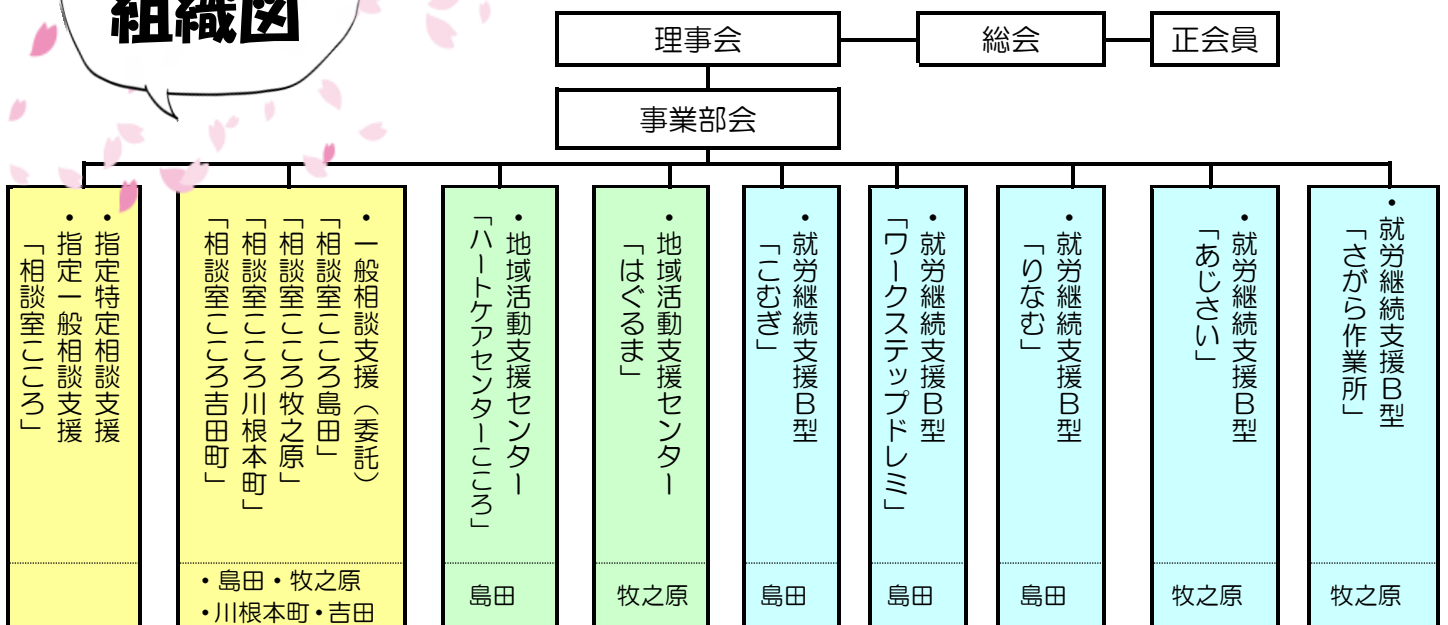 組織図
理事会
総会
正会員
事業部会
・指定特定相談支援
・指定一般相談支援
「相談室こころ」
・一般相談支援（委託）
「相談室こころ島田」
「相談室こころ牧之原」
「相談室こころ川根本町」
「相談室こころ吉田町」
・島田・牧之原
・川根本町・吉田
・地域活動支援センター
「ハートケアセンターこころ」
島田
・地域活動支援センター
「はぐるま」
牧之原
・就労継続支援Ｂ型
「こむぎ」
島田
・就労継続支援Ｂ型
「ワークステップドレミ」
島田
・就労継続支援Ｂ型
「りなむ」
島田
・就労継続支援Ｂ型
「あじさい」
牧之原
・就労継続支援Ｂ型
「さがら作業所」
牧之原